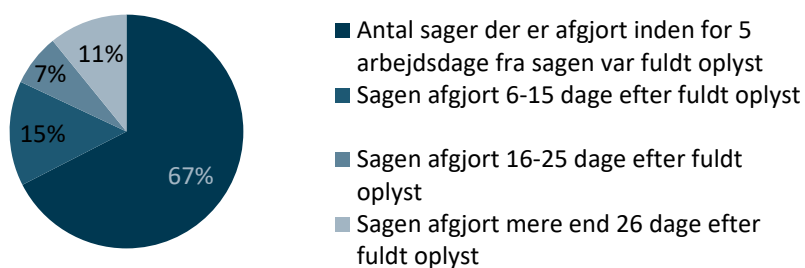 11%
7%
15%
67%
Antal sager der er afgjort inden for 5
arbejdsdage fra sagen var fuldt oplyst
Sagen afgjort 6-15 dage efter fuldt oplyst
Sagen afgjort 16-25 dage efter fuldt
oplyst
Sagen afgjort mere end 26 dage efter
fuldt oplyst